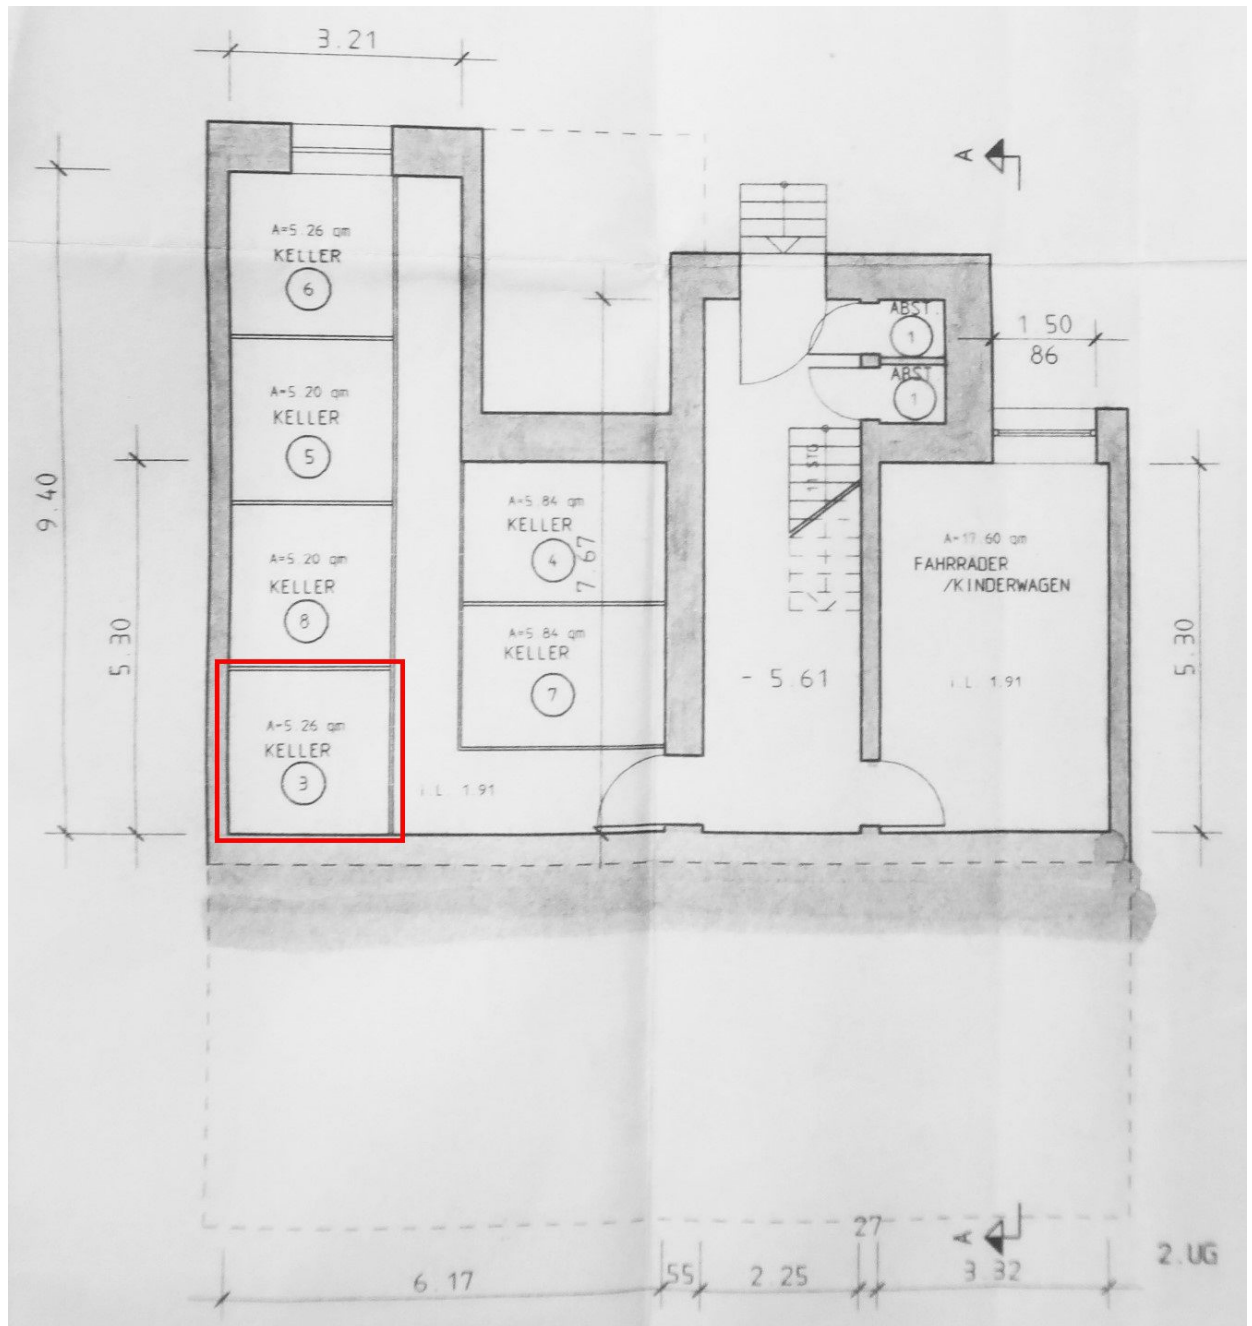 3.21
A
A=5.26 qm
KELLER
6
ABST.
1
1.50
86
ABST
1
A=5.20 qm
KELLER
5
9.40
11 STG
A=5.84 qm
KELLER
4
7.67
A=17.60 qm
FAHRRÄDER
/KINDERWAGEN
A=5.20 qm
KELLER
8
5.30
A=5.84 qm
KELLER
7
- 5.61
i.L. 1.91
5.30
A=5.26 qm
KELLER
3
i.L. 1.91
27
A
2.UG
6.17
55
2.25
3.32